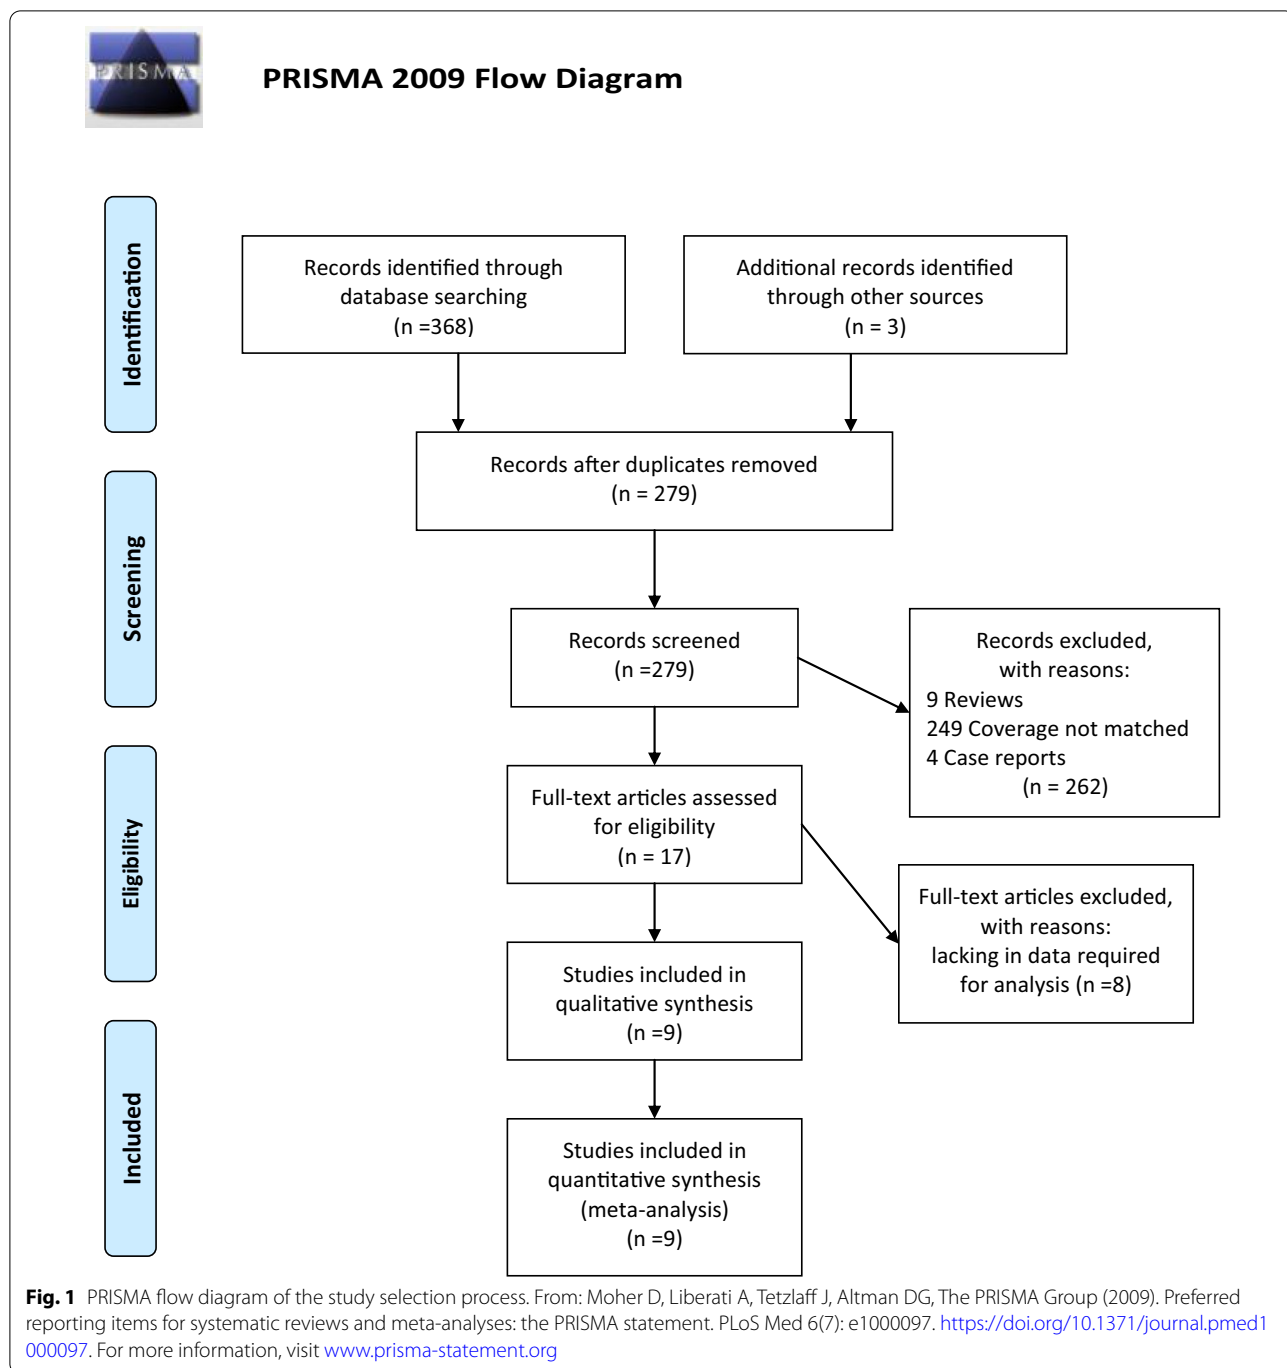 PRISMA
PRISMA 2009 Flow Diagram
Identification
Records identified through
database searching
(n =368)
Additional records identified
through other sources
(n = 3)
Records after duplicates removed
(n = 279)
Screening
Records screened
(n =279)
Records excluded,
with reasons:
9 Reviews
249 Coverage not matched
4 Case reports
(n = 262)
Eligibility
Full-text articles assessed
for eligibility
(n = 17)
Full-text articles excluded,
with reasons:
lacking in data required
for analysis (n =8)
Studies included in
qualitative synthesis
(n =9)
Included
Studies included in
quantitative synthesis
(meta-analysis)
(n =9)
Fig. 1 PRISMA flow diagram of the study selection process. From: Moher D, Liberati A, Tetzlaff J, Altman DG, The PRISMA Group (2009). Preferred
reporting items for systematic reviews and meta-analyses: the PRISMA statement. PLoS Med 6(7): e1000097. https://doi.org/10.1371/journal.pmed1
000097. For more information, visit www.prisma-statement.org